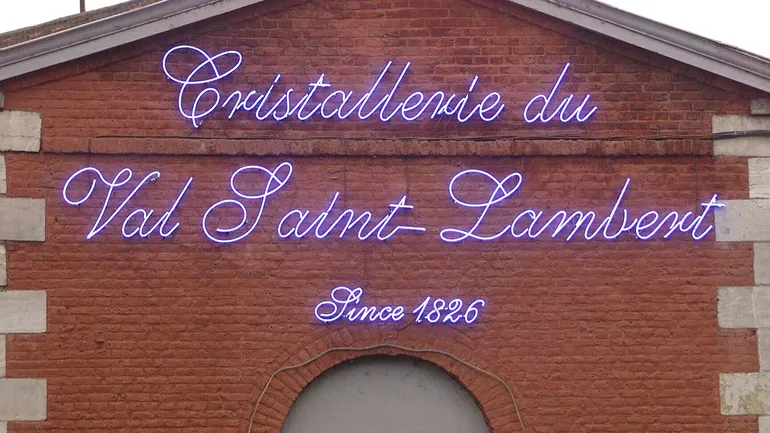 Cristallerie du
Val Saint-Lambert
Since 1826